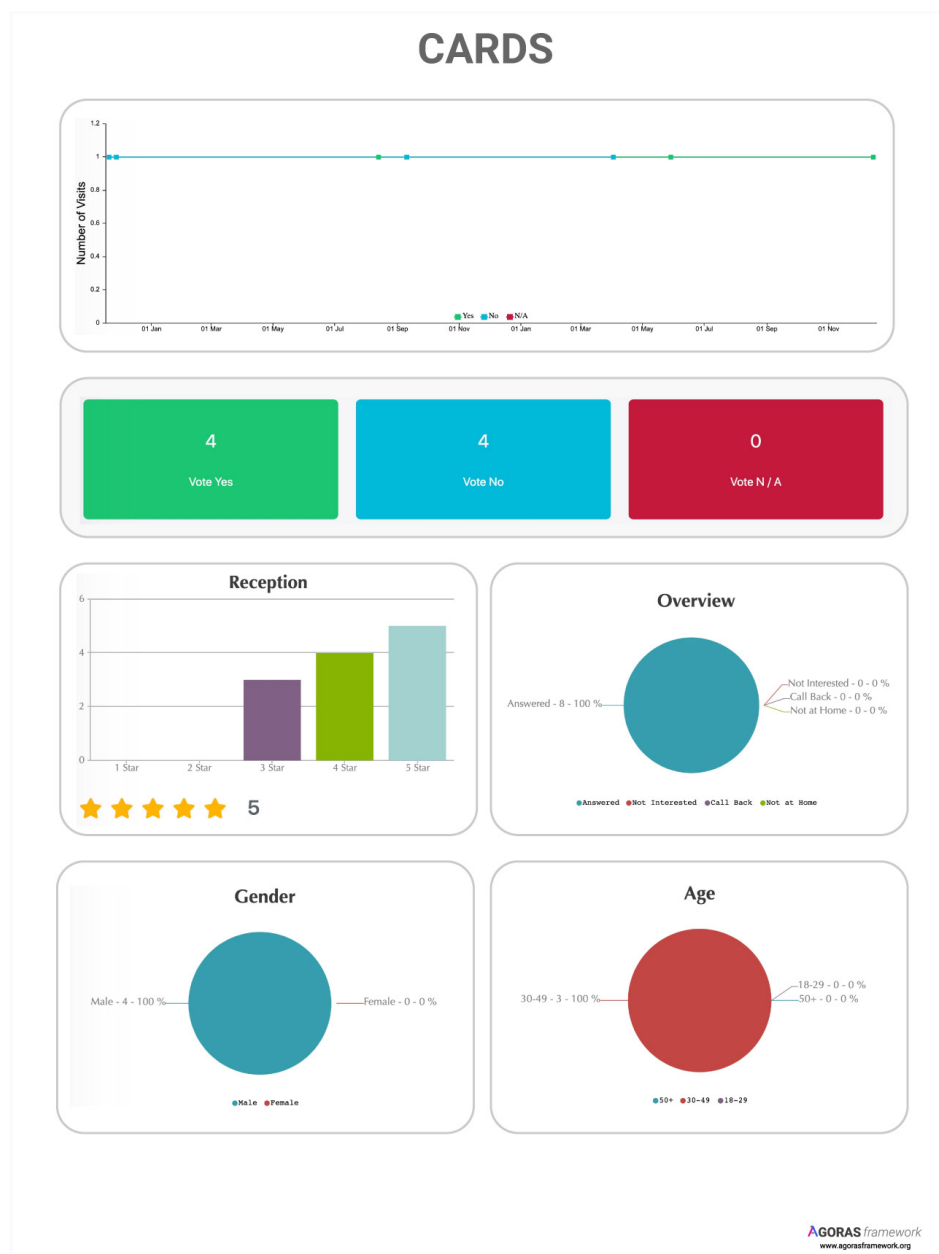 CARDS
1.2
1
0.8
0.6
0.4
0.2
0
Number of Visits
Yes No N/A
01 Jan 01 Mar 01 May 01 Jul 01 Sep 01 Nov 01 Jan 01 Mar 01 May 01 Jul 01 Sep 01 Nov
4
Vote Yes
4
Vote No
0
Vote N / A
Reception
6
4
2
0
1 Star 2 Star 3 Star 4 Star 5 Star
5
Overview
Answered - 8 - 100 %
Not Interested - 0 - 0 %
Call Back - 0 - 0 %
Not at Home - 0 - 0 %
Answered Not Interested Call Back Not at Home
Gender
Male - 4 - 100 %
Female - 0 - 0 %
Male Female
Age
30-49 - 3 - 100 %
18-29 - 0 - 0 %
50+ - 0 - 0 %
50+ 30-49 18-29
AGORAS framework
www.agorasframework.org